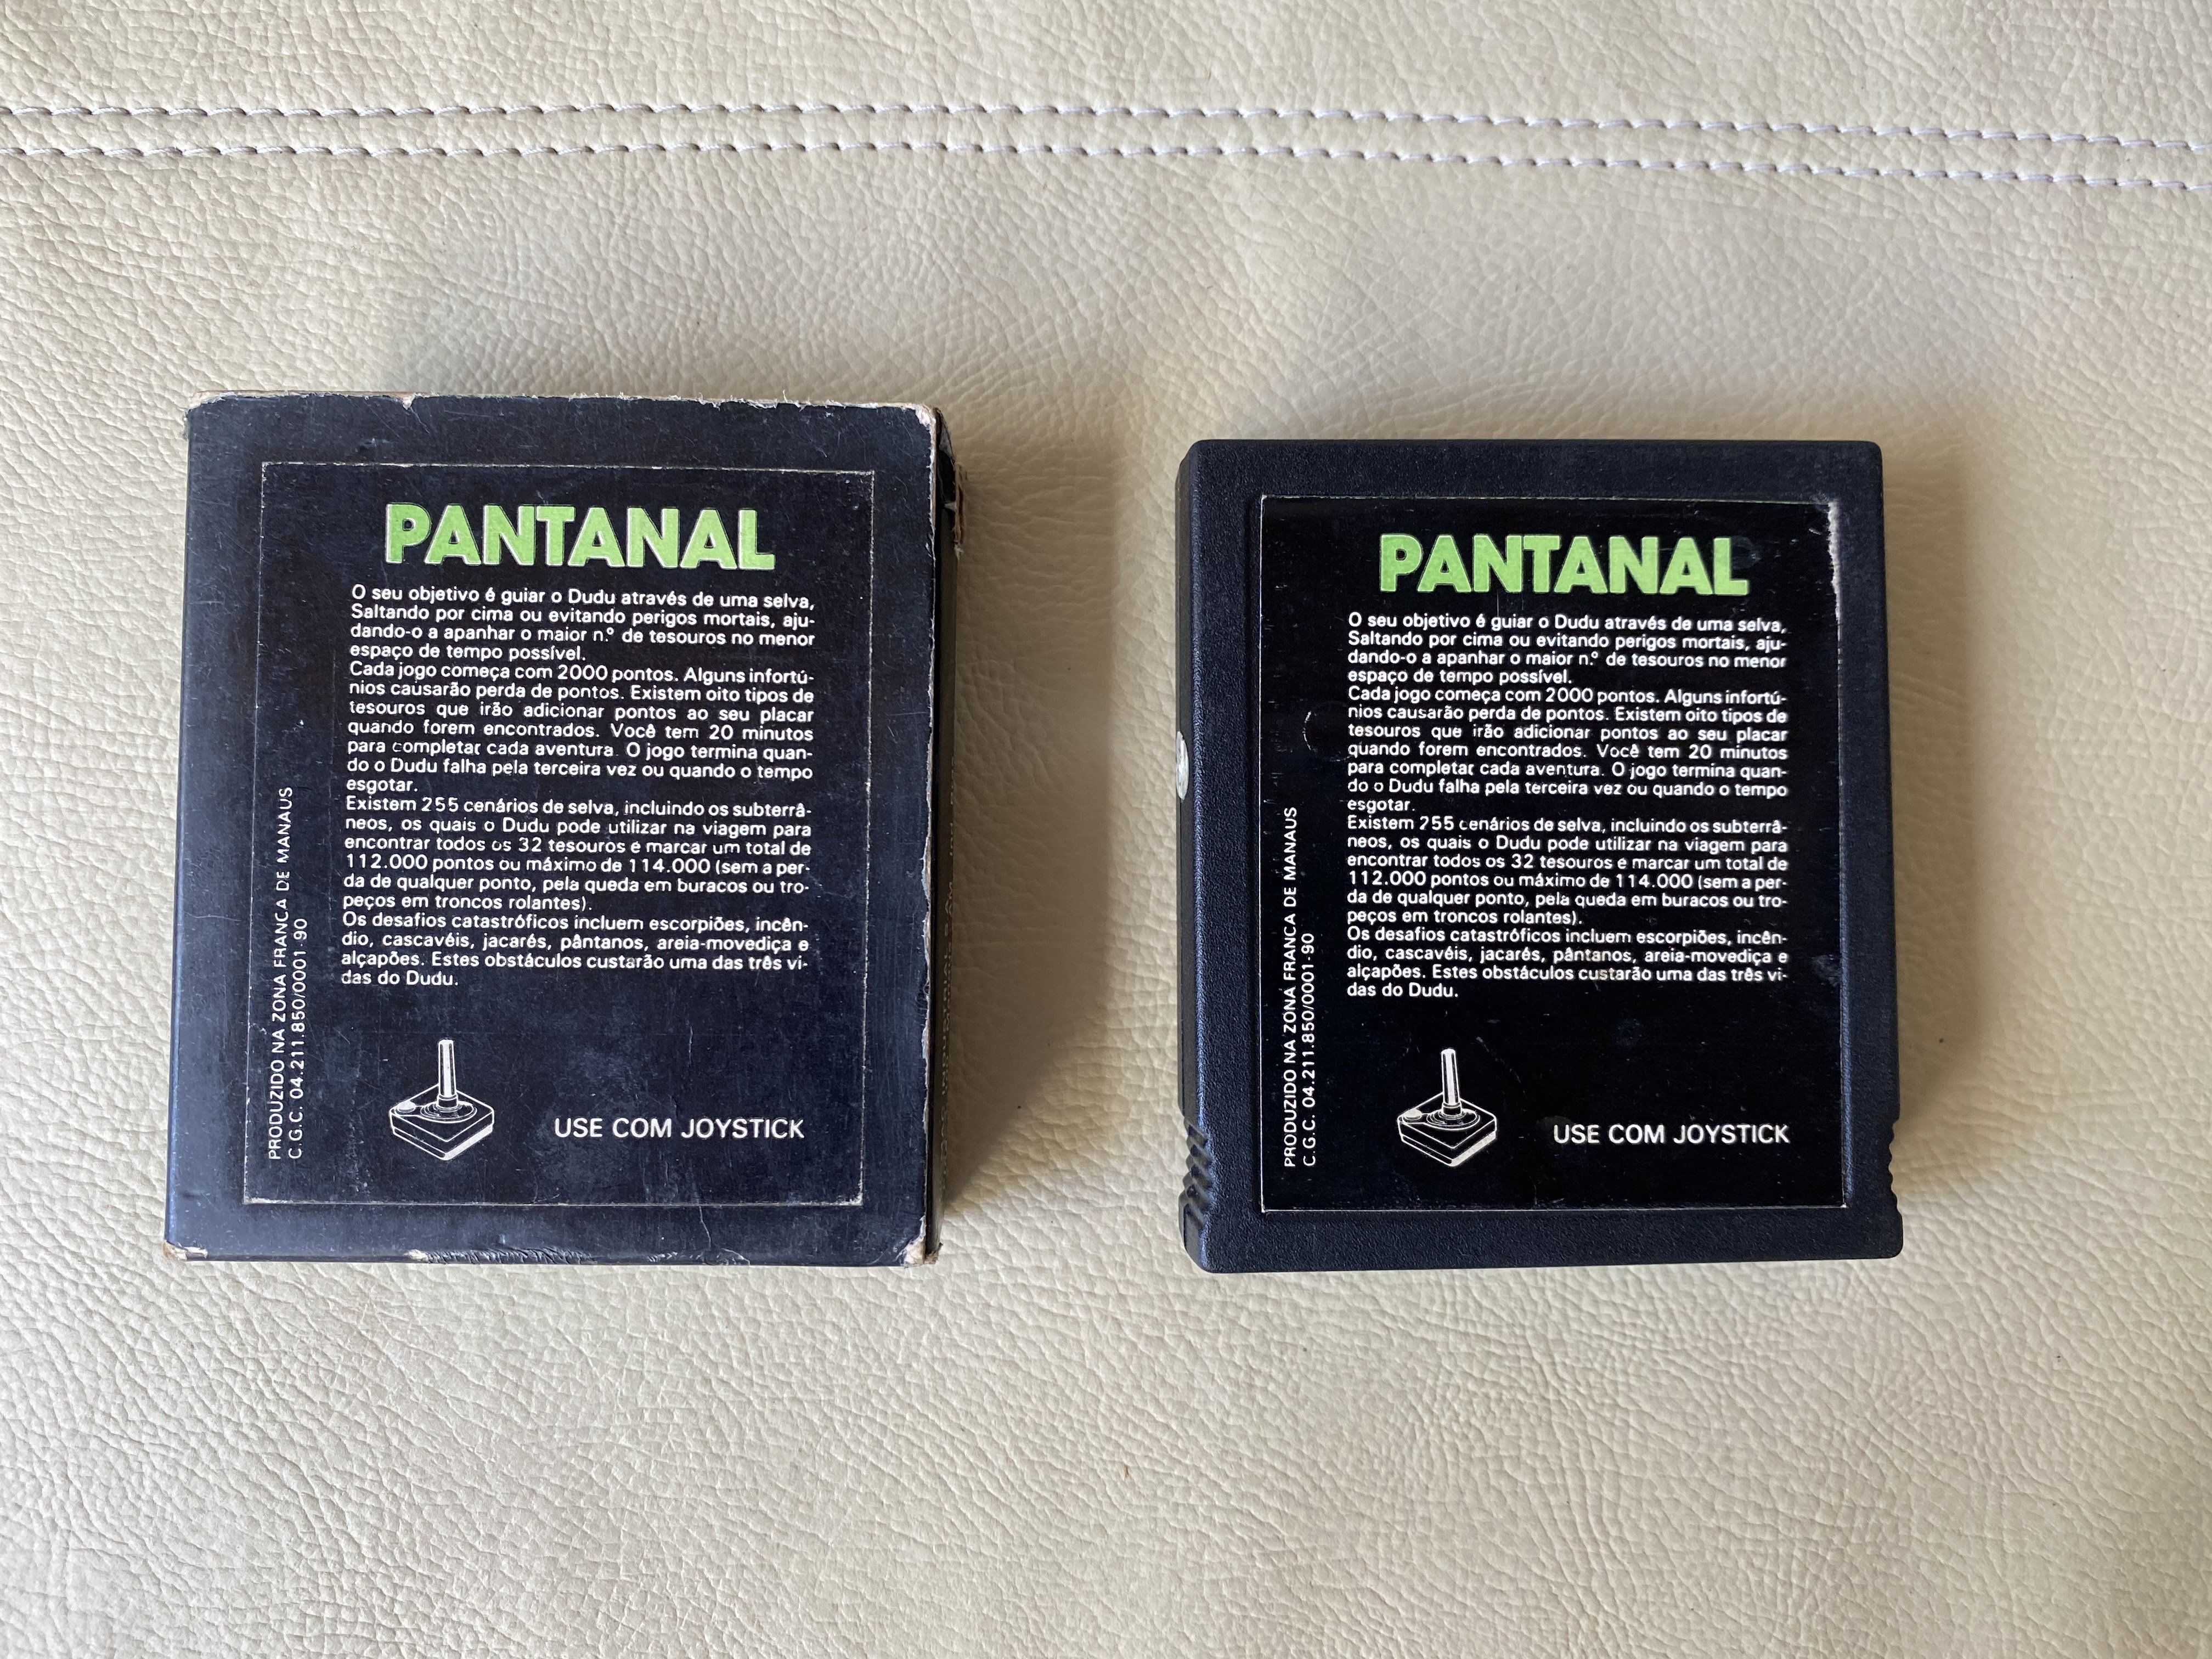 PANTANAL
O seu objetivo é guiar o Dudu através de uma selva,
Saltando por cima ou evitando perigos mortais, aju-
dando-o a apanhar o maior n.º de tesouros no menor
espaço de tempo possível.
Cada jogo começa com 2000 pontos. Alguns infortú-
nios causarão perda de pontos. Existem oito tipos de
tesouros que irão adicionar pontos ao seu placar
quando forem encontrados. Você tem 20 minutos
para completar cada aventura. O jogo termina quan-
do o Dudu falha pela terceira vez ou quando o tempo
esgotar.
Existem 255 cenários de selva, incluindo os subterrâ-
neos, os quais o Dudu pode utilizar na viagem para
encontrar todos os 32 tesouros e marcar um total de
112.000 pontos ou máximo de 114.000 (sem a per-
da de qualquer ponto, pela queda em buracos ou tro-
peços em troncos rolantes).
Os desafios catastróficos incluem escorpiões, incên-
dio, cascavéis, jacarés, pântanos, areia-movediça e
alçapões. Estes obstáculos custarão uma das três vi-
das do Dudu.
USE COM JOYSTICK
PRODUZIDO NA ZONA FRANCA DE MANAUS
C.G.C. 04.211.850/0001-90
PANTANAL
O seu objetivo é guiar o Dudu através de uma selva,
Saltando por cima ou evitando perigos mortais, aju-
dando-o a apanhar o maior n.º de tesouros no menor
espaço de tempo possível.
Cada jogo começa com 2000 pontos. Alguns infortú-
nios causarão perda de pontos. Existem oito tipos de
tesouros que irão adicionar pontos ao seu placar
quando forem encontrados. Você tem 20 minutos
para completar cada aventura. O jogo termina quan-
do o Dudu falha pela terceira vez ou quando o tempo
esgotar.
Existem 255 cenários de selva, incluindo os subterrâ-
neos, os quais o Dudu pode utilizar na viagem para
encontrar todos os 32 tesouros e marcar um total de
112.000 pontos ou máximo de 114.000 (sem a per-
da de qualquer ponto, pela queda em buracos ou tro-
peços em troncos rolantes).
Os desafios catastróficos incluem escorpiões, incên-
dio, cascavéis, jacarés, pântanos, areia-movediça e
alçapões. Estes obstáculos custarão uma das três vi-
das do Dudu.
USE COM JOYSTICK
PRODUZIDO NA ZONA FRANCA DE MANAUS
C.G.C. 04.211.850/0001-90